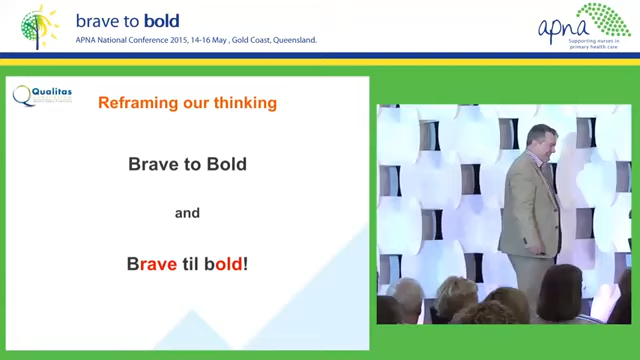 brave to bold
APNA National Conference 2015, 14-16 May , Gold Coast, Queensland.
apna
Supporting nurses in
primary health care
Qualitas
Reframing our thinking
Brave to Bold
and
Brave til bold!